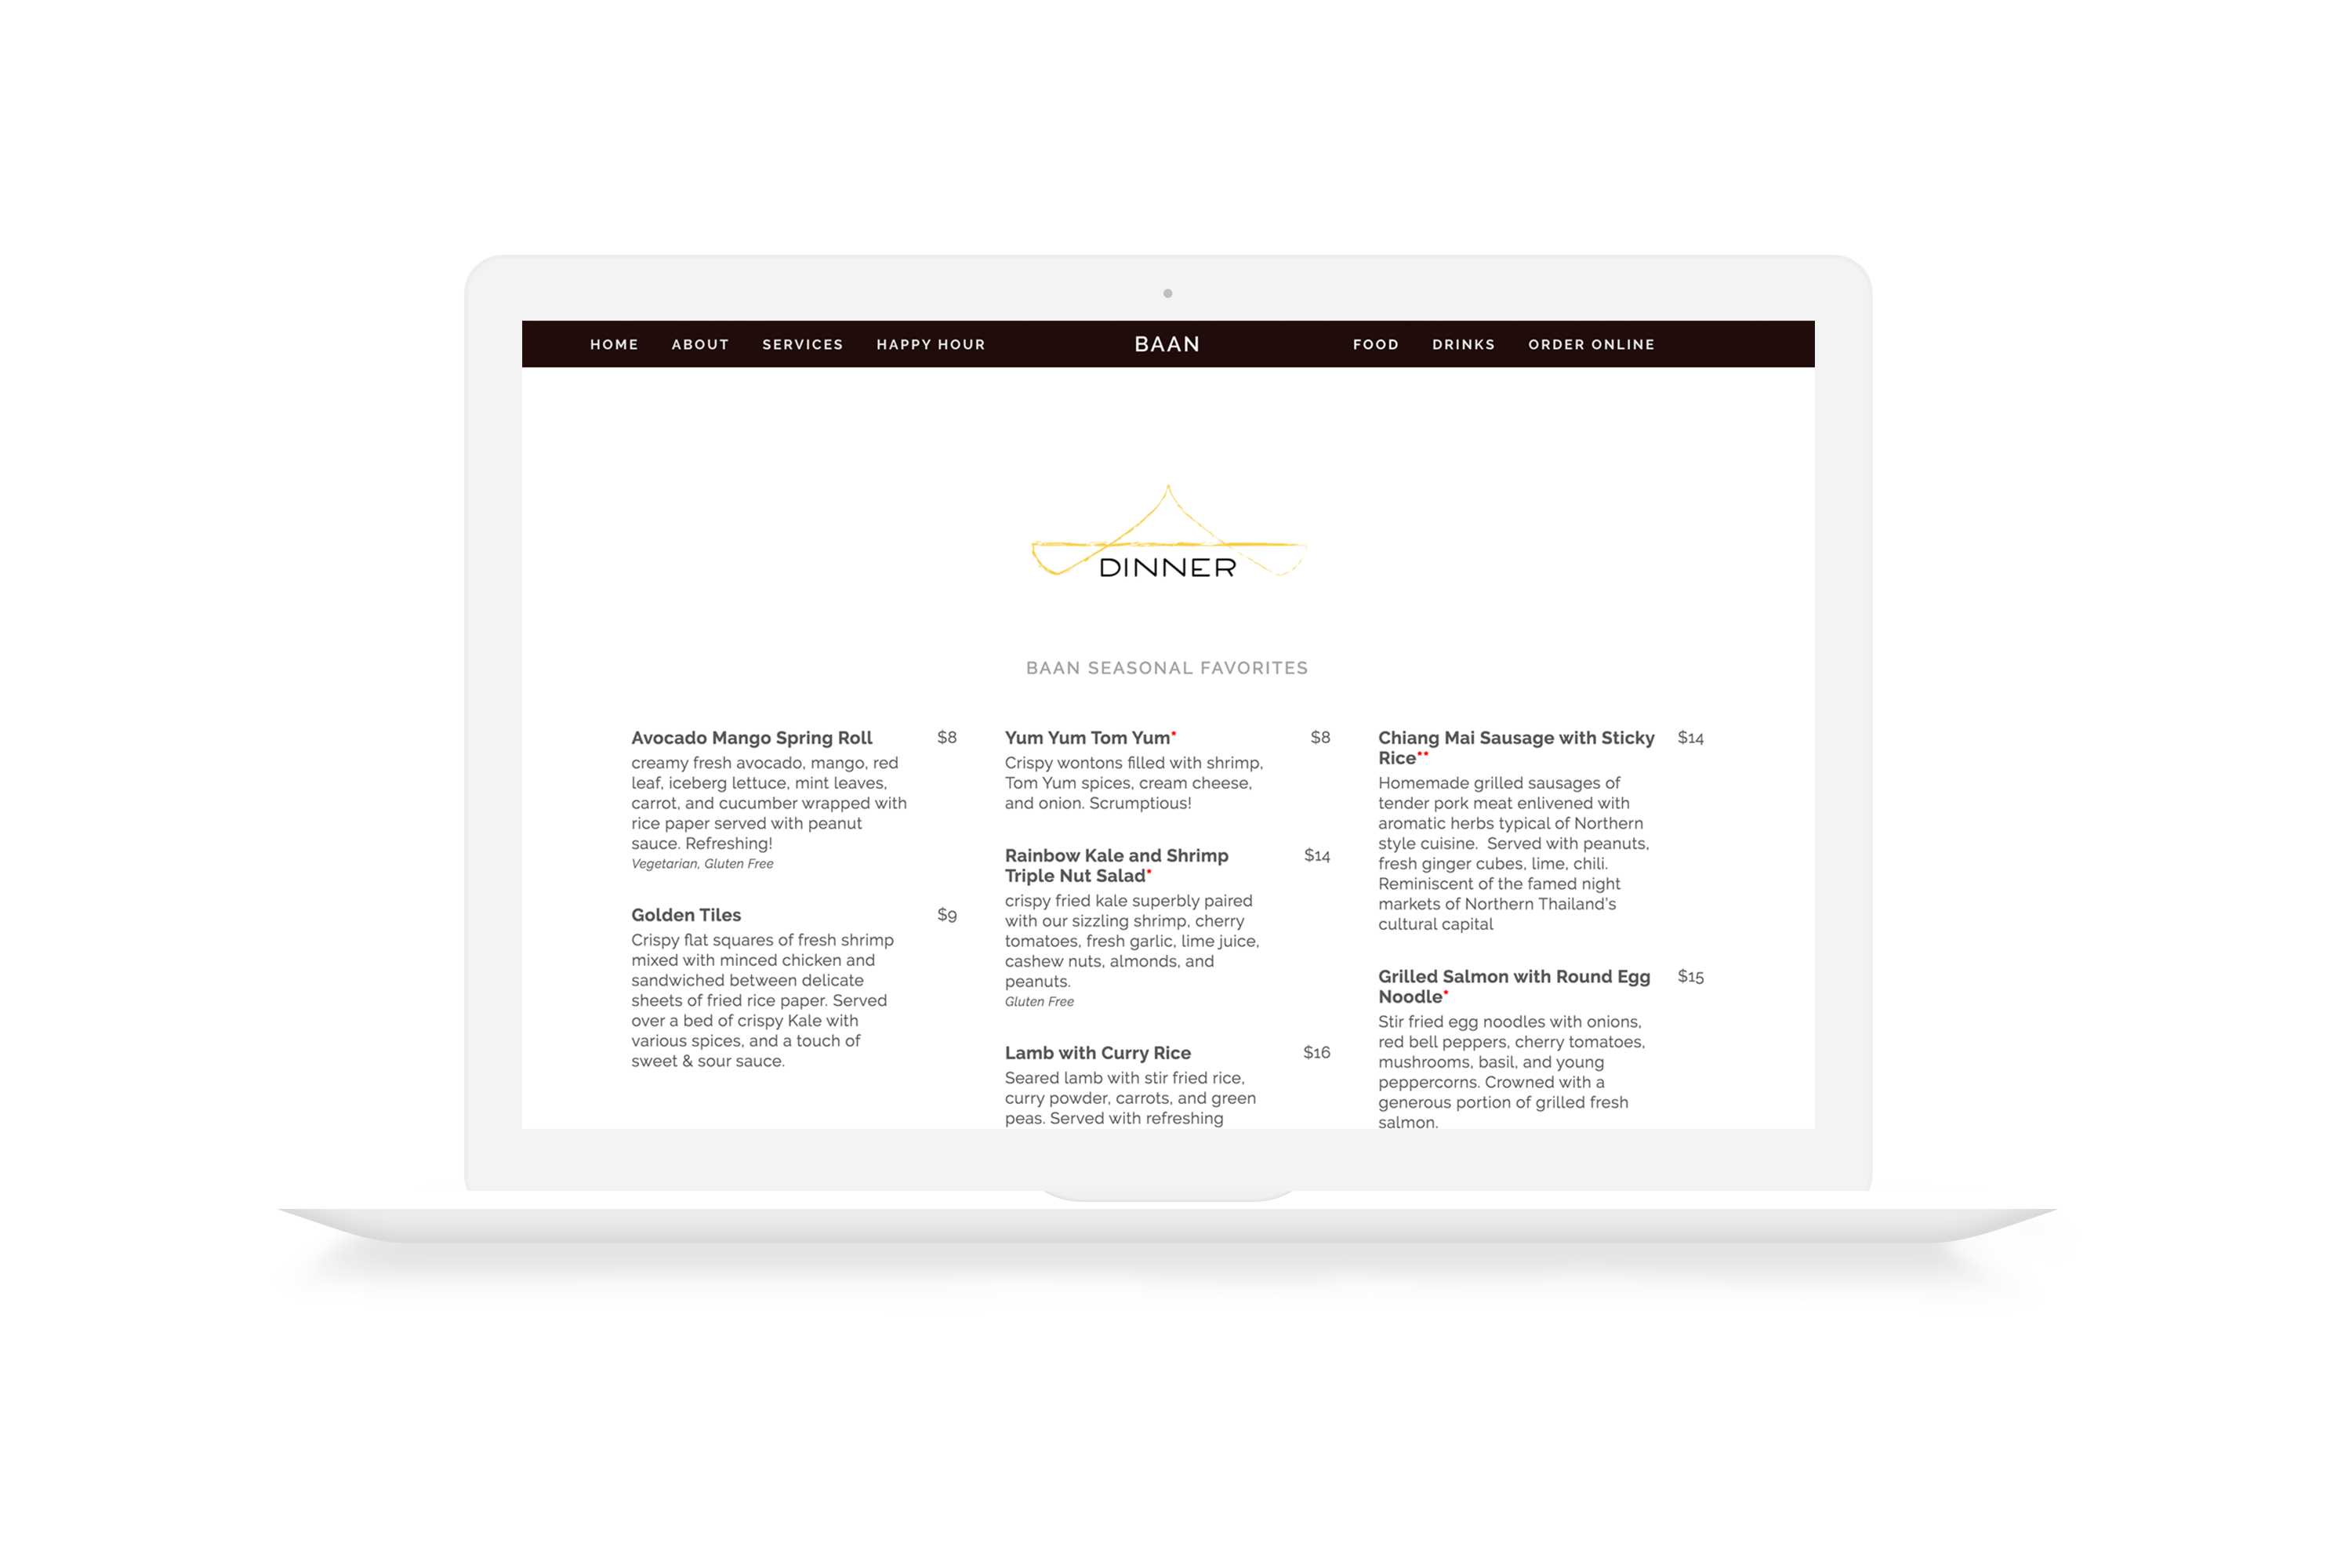 HOME ABOUT SERVICES HAPPY HOUR BAAN FOOD DRINKS ORDER ONLINE
DINNER
BAAN SEASONAL FAVORITES
Avocado Mango Spring Roll $8
creamy fresh avocado, mango, red
leaf, iceberg lettuce, mint leaves,
carrot, and cucumber wrapped with
rice paper served with peanut
sauce. Refreshing!
Vegetarian, Gluten Free
Golden Tiles $9
Crispy flat squares of fresh shrimp
mixed with minced chicken and
sandwiched between delicate
sheets of fried rice paper. Served
over a bed of crispy Kale with
various spices, and a touch of
sweet & sour sauce.
Yum Yum Tom Yum* $8
Crispy wontons filled with shrimp,
Tom Yum spices, cream cheese,
and onion. Scrumptious!
Rainbow Kale and Shrimp $14
Triple Nut Salad*
crispy fried kale superbly paired
with our sizzling shrimp, cherry
tomatoes, fresh garlic, lime juice,
cashew nuts, almonds, and
peanuts.
Gluten Free
Lamb with Curry Rice $16
Seared lamb with stir fried rice,
curry powder, carrots, and green
peas. Served with refreshing
Chiang Mai Sausage with Sticky $14
Rice**
Homemade grilled sausages of
tender pork meat enlivened with
aromatic herbs typical of Northern
style cuisine.  Served with peanuts,
fresh ginger cubes, lime, chili.
Reminiscent of the famed night
markets of Northern Thailand's
cultural capital
Grilled Salmon with Round Egg $15
Noodle*
Stir fried egg noodles with onions,
red bell peppers, cherry tomatoes,
mushrooms, basil, and young
peppercorns. Crowned with a
generous portion of grilled fresh
salmon.